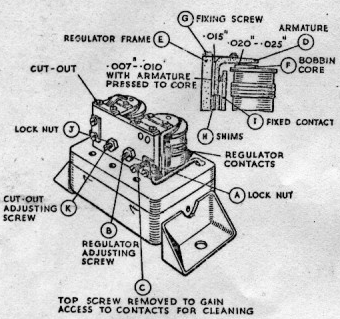 G FIXING SCREW
.015"
ARMATURE
REGULATOR FRAME E
.020"-.025"
D
.007"-.010"
WITH ARMATURE
PRESSED TO CORE
F BOBBIN
CORE
CUT-OUT
I FIXED CONTACT
H SHIMS
LOCK NUT J
REGULATOR
CONTACTS
A LOCK NUT
CUT-OUT
ADJUSTING
SCREW
K
B
REGULATOR
ADJUSTING
SCREW
C
TOP SCREW REMOVED TO GAIN
ACCESS TO CONTACTS FOR CLEANING